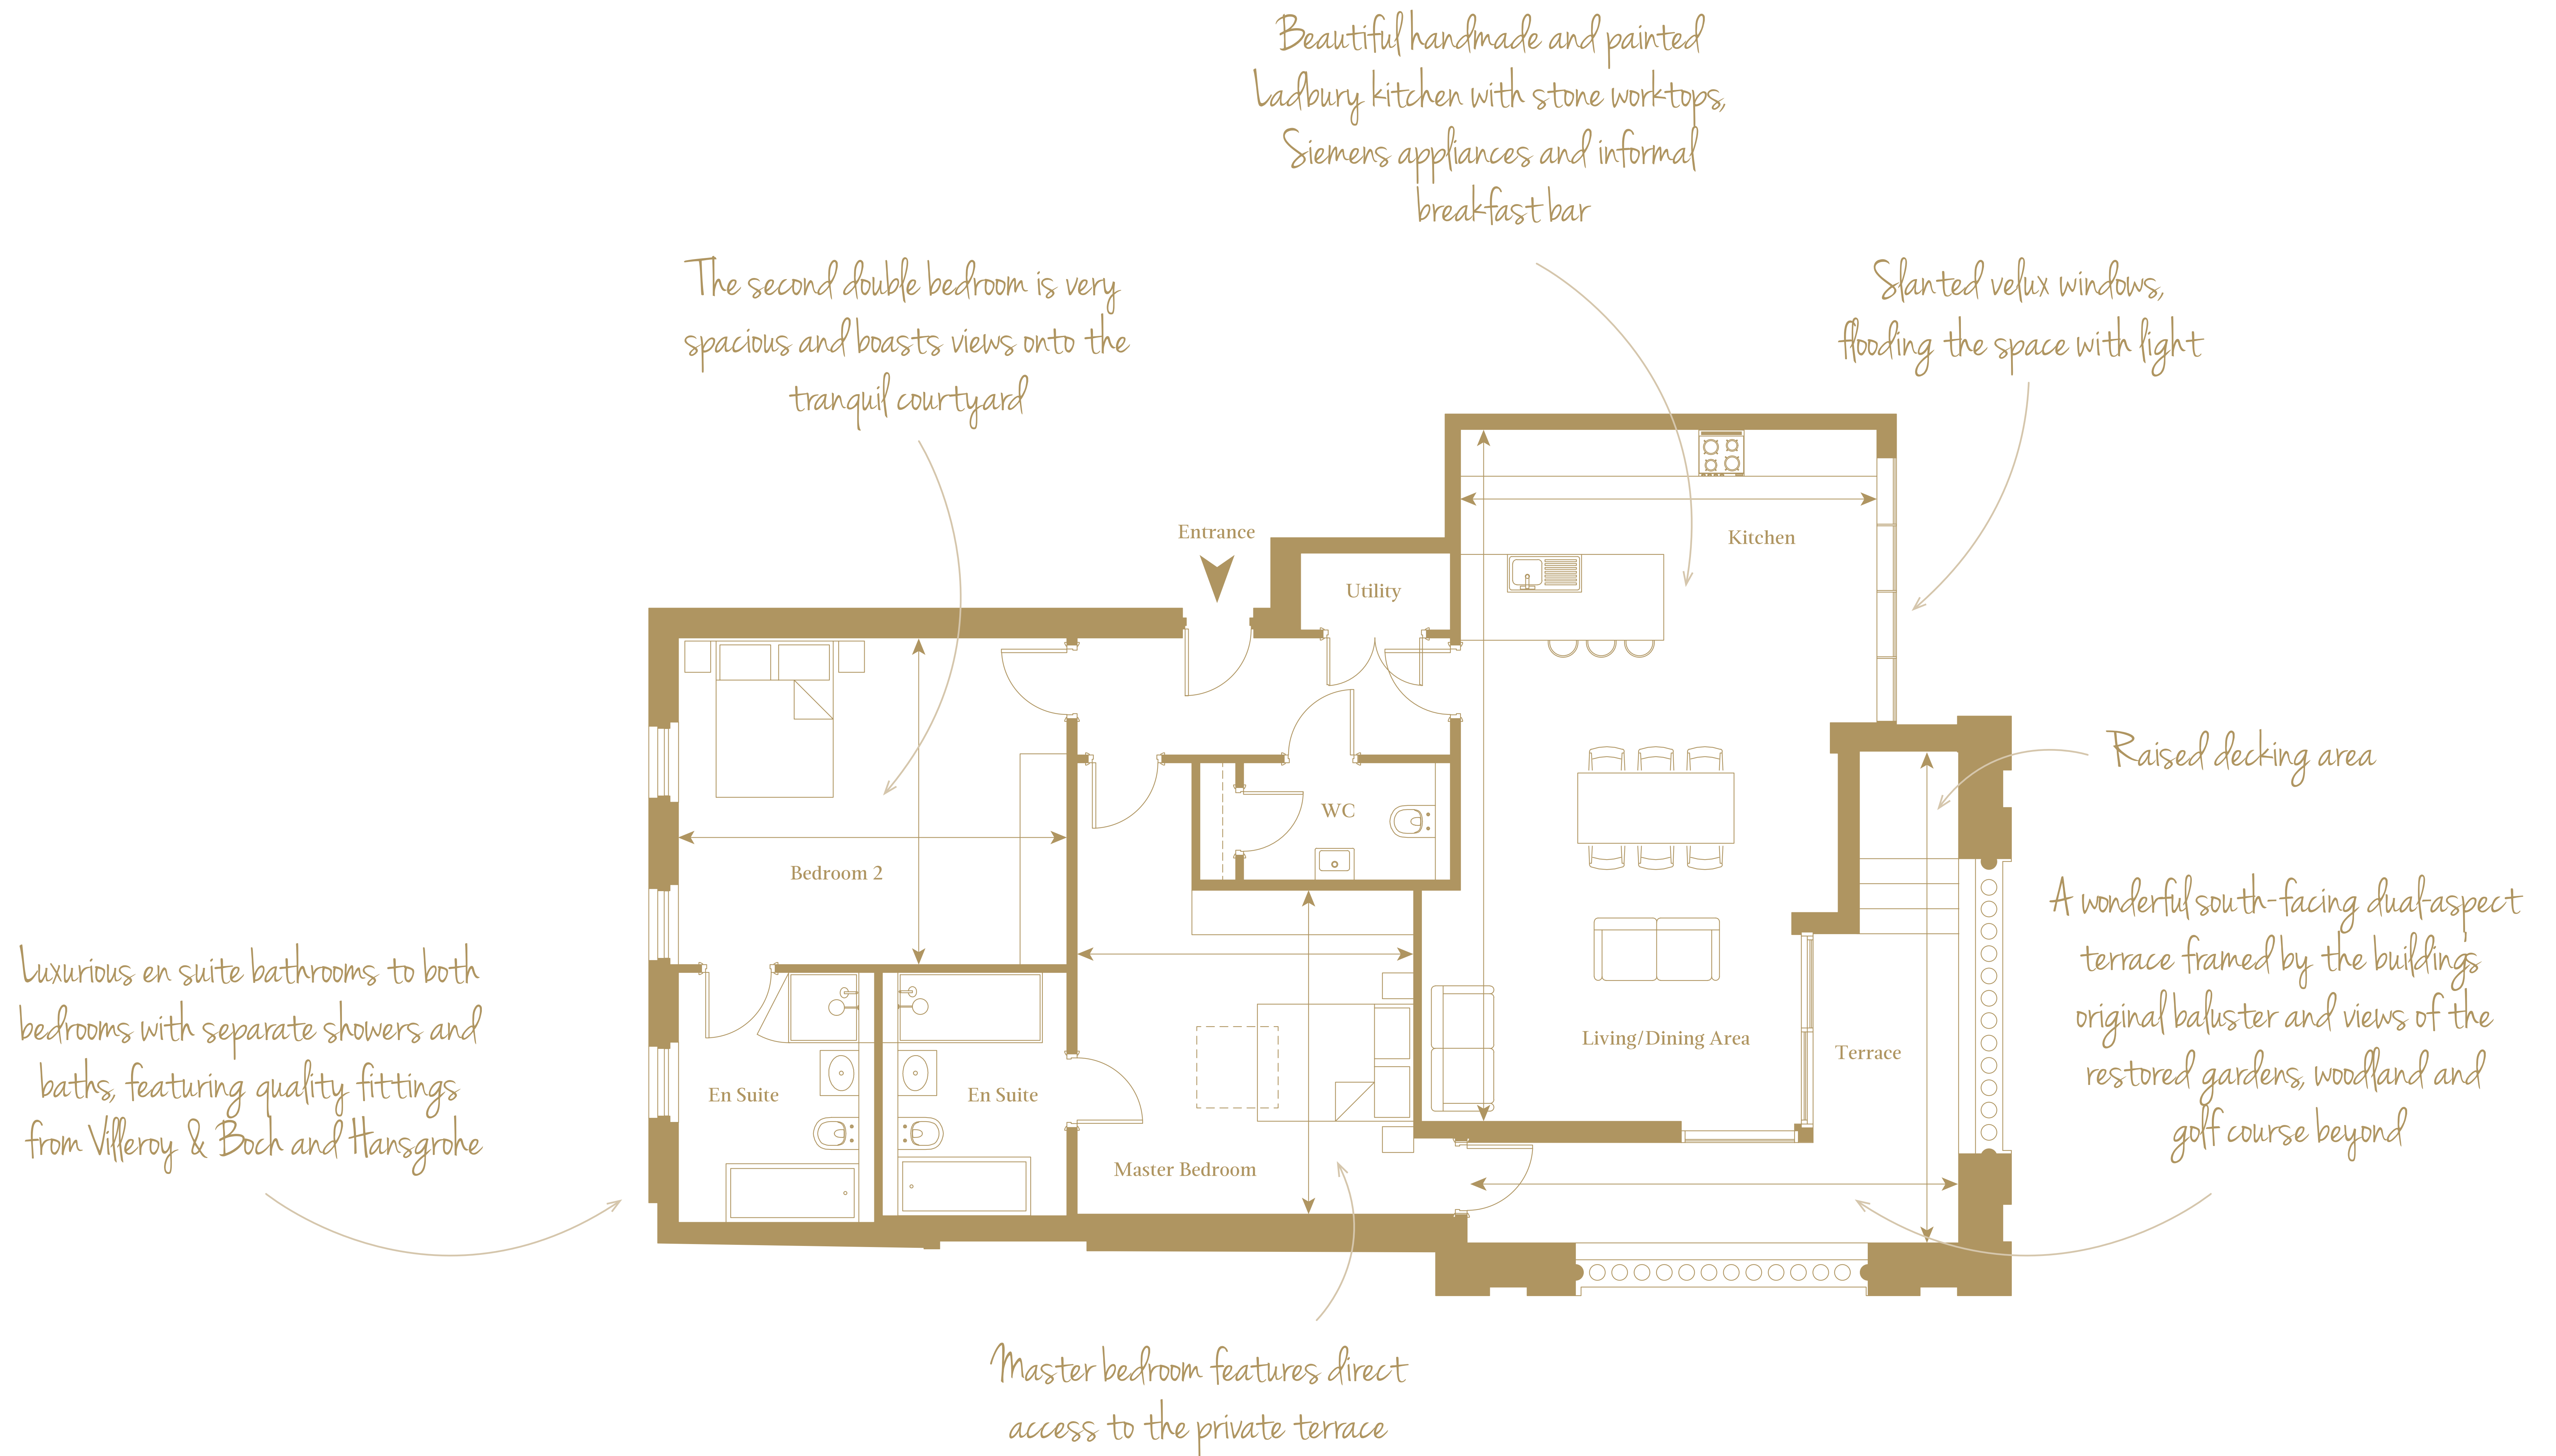 Beautiful handmade and painted
Ladbury kitchen with stone worktops,
Siemens appliances and informal
breakfast bar
The second double bedroom is very
spacious and boasts views onto the
tranquil courtyard
Slanted velux windows,
flooding the space with light
Entrance
Kitchen
Utility
Raised decking area
WC
Bedroom 2
A wonderful south-facing dual-aspect
terrace framed by the building's
original baluster and views of the
restored gardens, woodland and
golf course beyond
Luxurious en suite bathrooms to both
bedrooms with separate showers and
baths, featuring quality fittings
from Villeroy & Boch and Hansgrohe
Living/Dining Area
Terrace
En Suite
En Suite
Master Bedroom
Master bedroom features direct
access to the private terrace